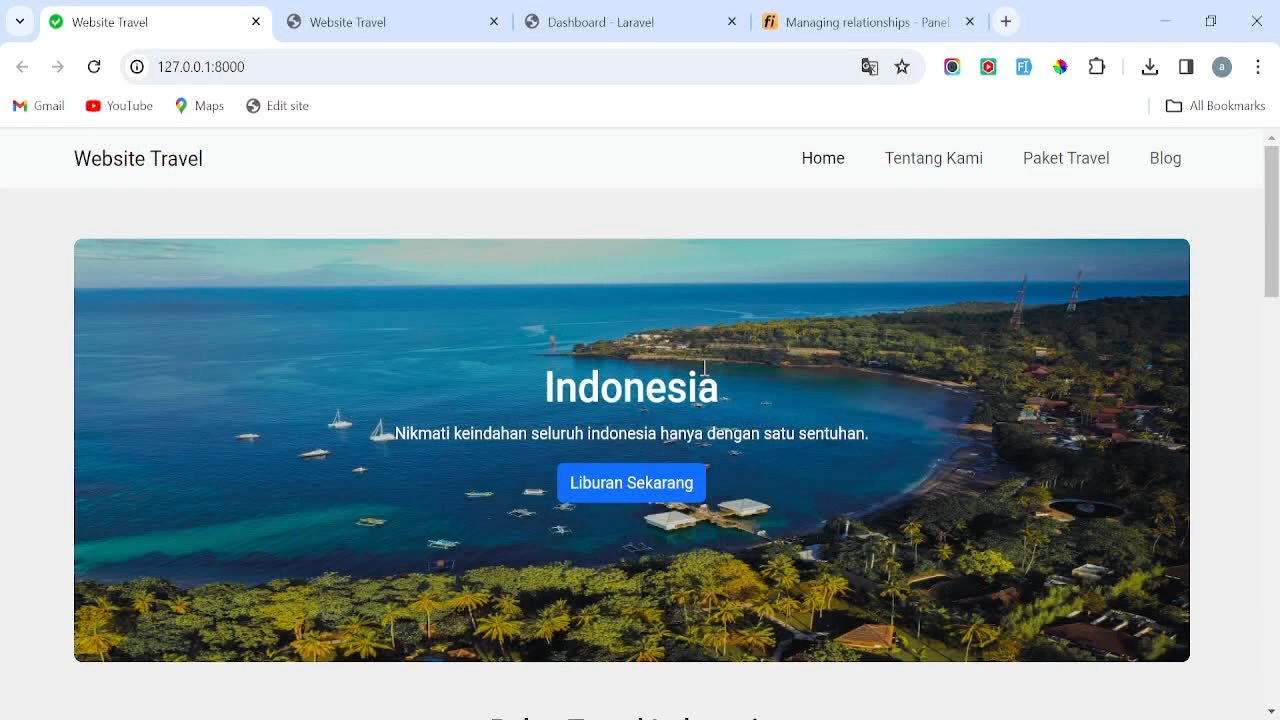 Website Travel
Website Travel
Dashboard - Laravel
Managing relationships - Panel
127.0.0.1:8000
a
Gmail
YouTube
Maps
Edit site
All Bookmarks
Website Travel
Home
Tentang Kami
Paket Travel
Blog
Indonesia
Nikmati keindahan seluruh indonesia hanya dengan satu sentuhan.
Liburan Sekarang